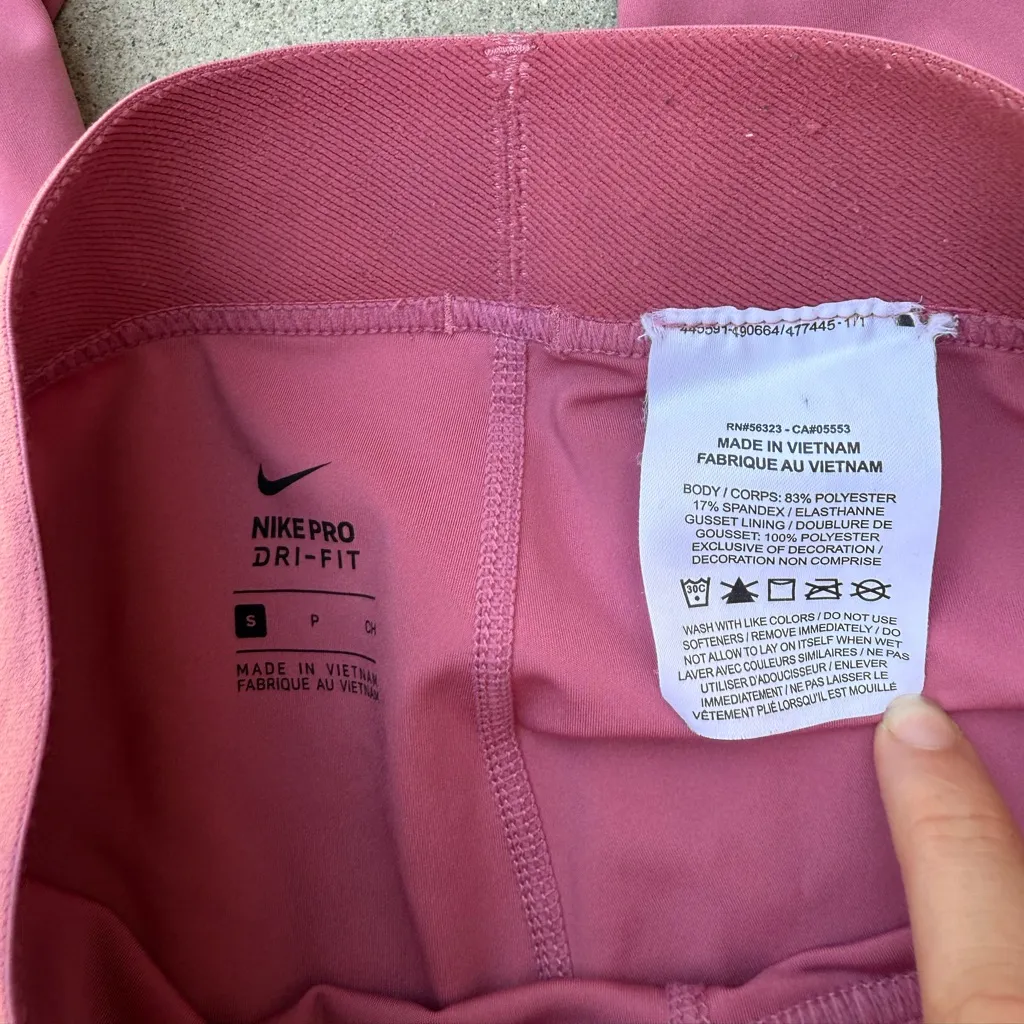 NIKE PRO
DRI-FIT
S P CH
MADE IN VIETNAM
FABRIQUE AU VIETNAM
RN#56323 - CA#05553
MADE IN VIETNAM
FABRIQUE AU VIETNAM
BODY / CORPS: 83% POLYESTER
17% SPANDEX / ELASTHANNE
GUSSET LINING / DOUBLURE DE
GOUSSET: 100% POLYESTER
EXCLUSIVE OF DECORATION /
DECORATION NON COMPRISE
30C
WASH WITH LIKE COLORS / DO NOT USE
SOFTENERS / REMOVE IMMEDIATELY / DO
NOT ALLOW TO LAY ON ITSELF WHEN WET
LAVER AVEC COULEURS SIMILAIRES / NE PAS
UTILISER D'ADOUCISEUR / ENLEVER
IMMEDIATEMENT / NE PAS LAISSER LE
VÊTEMENT PLIÉ LORSQU'IL EST MOUILLÉ